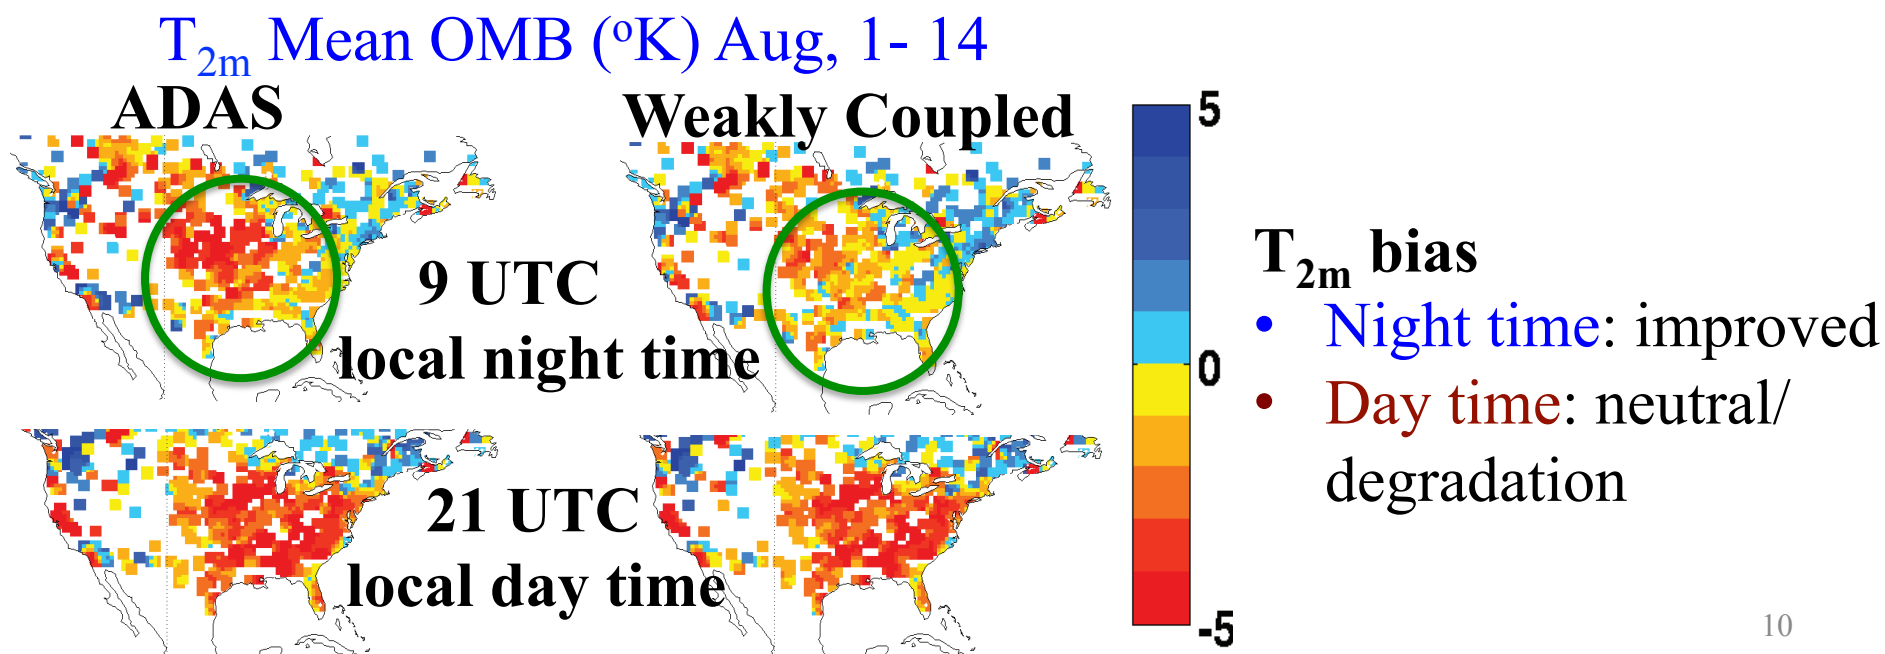 T2m Mean OMB (oK) Aug, 1- 14
ADAS
Weakly Coupled
9 UTC
local night time
21 UTC
local day time
5
0
-5
T2m bias
• Night time: improved
• Day time: neutral/
degradation
10